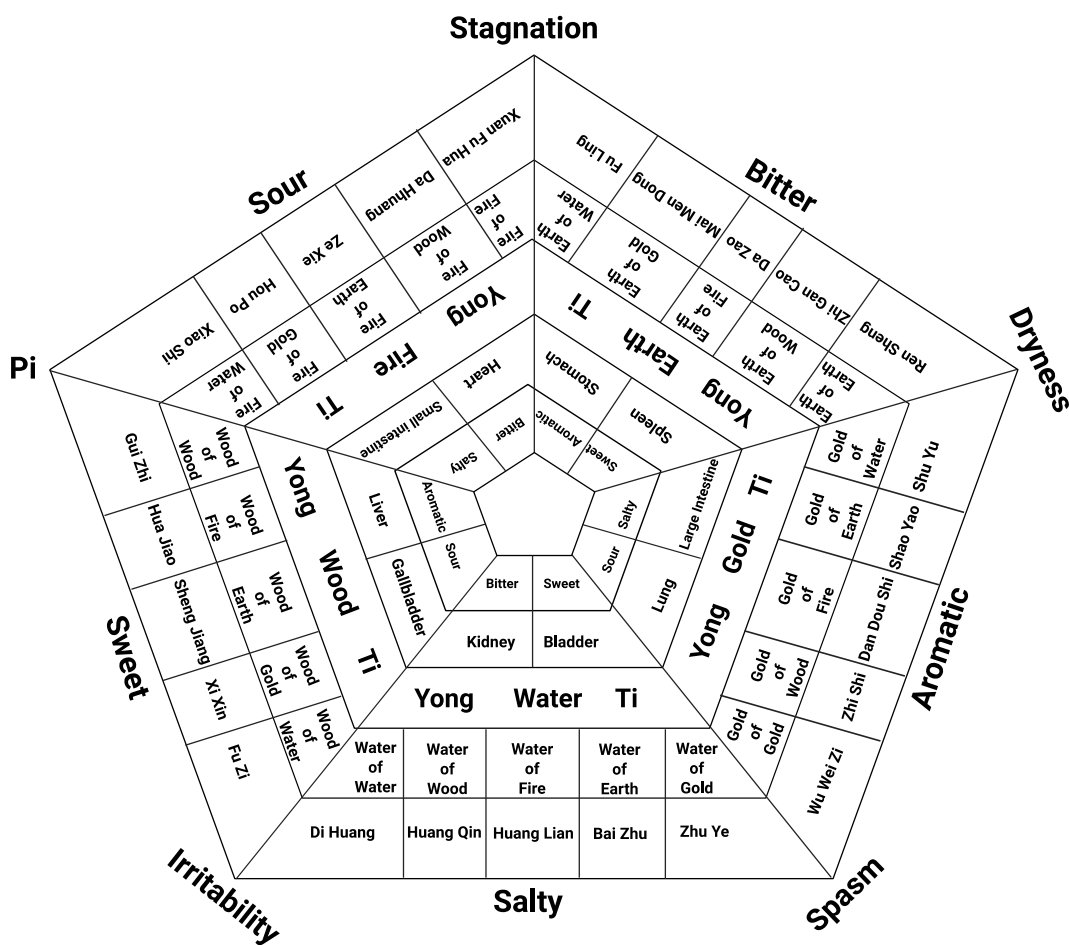 Stagnation
Sour
Bitter
Pi
Dryness
Sweet
Aromatic
Irritability
Salty
Spasm
Xiao Shi
Hou Po
Ze Xie
Da Hhuang
Xuan Fu Hua
Fire of Water
Fire of Gold
Fire of Earth
Fire of Wood
Fire of Fire
Ti Fire Yong
Small intestine
Heart
Salty
Bitter
Fu Ling
Mai Men Dong
Da Zao
Zhi Gan Cao
Ren Sheng
Earth of Water
Earth of Gold
Earth of Fire
Earth of Wood
Earth of Earth
Ti Earth Yong
Stomach
Spleen
Aromatic
Sweet
Shu Yu
Shao Yao
Dan Dou Shi
Zhi Shi
Wu Wei Zi
Gold of Water
Gold of Earth
Gold of Fire
Gold of Wood
Gold of Gold
Yong Gold Ti
Large Intestine
Lung
Salty
Sour
Gui Zhi
Hua Jiao
Sheng Jiang
Xi Xin
Fu Zi
Wood of Wood
Wood of Fire
Wood of Earth
Wood of Gold
Wood of Water
Yong Wood Ti
Liver
Gallbladder
Aromatic
Sour
Bitter
Sweet
Kidney
Bladder
Yong Water Ti
Water of Water
Water of Wood
Water of Fire
Water of Earth
Water of Gold
Di Huang
Huang Qin
Huang Lian
Bai Zhu
Zhu Ye